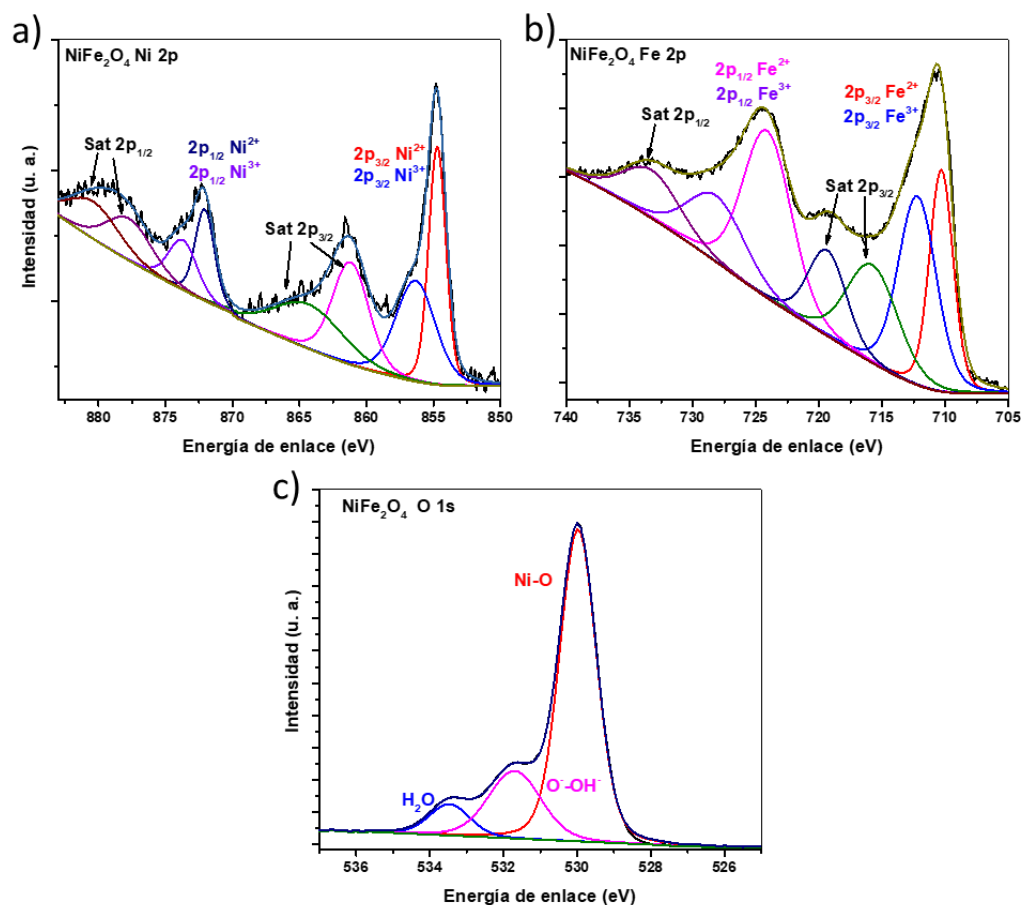 a)
NiFe₂O₄ Ni 2p
Sat 2p₁/₂
2p₁/₂ Ni²⁺
2p₁/₂ Ni³⁺
2p₃/₂ Ni²⁺
2p₃/₂ Ni³⁺
Sat 2p₃/₂
Intensidad (u. a.)
880 875 870 865 860 855 850
Energía de enlace (eV)
b)
NiFe₂O₄ Fe 2p
2p₁/₂ Fe²⁺
2p₁/₂ Fe³⁺
2p₃/₂ Fe²⁺
2p₃/₂ Fe³⁺
Sat 2p₁/₂
Sat 2p₃/₂
740 735 730 725 720 715 710 705
Energía de enlace (eV)
c)
NiFe₂O₄ O 1s
Ni-O
O⁻-OH⁻
H₂O
Intensidad (u. a.)
536 534 532 530 528 526
Energía de enlace (eV)